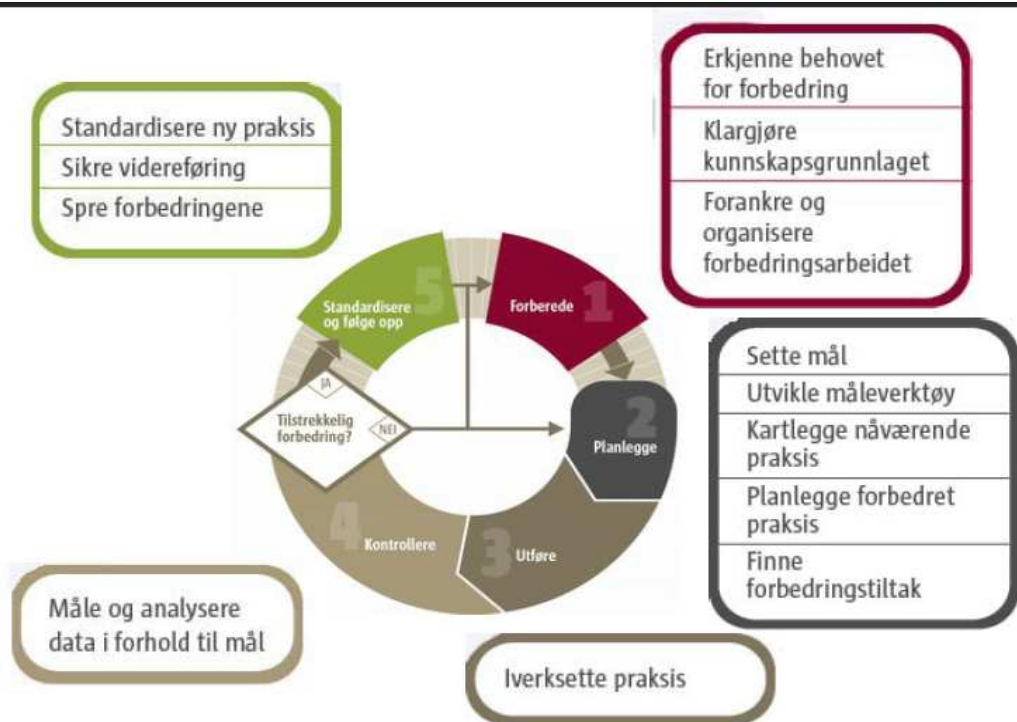 Erkjenne behovet
for forbedring
Klargjøre
kunnskapsgrunnlaget
Forankre og
organisere
forbedringsarbeidet
Standardisere ny praksis
Sikre videreføring
Spre forbedringene
5
Standardisere
og følge opp
1
Forberede
Sette mål
Utvikle måleverktøy
Kartlegge nåværende
praksis
Planlegge forbedret
praksis
Finne
forbedringstiltak
JA
Tilstrekkelig
forbedring?
NEI
2
Planlegge
4
Kontrollere
3
Utføre
Måle og analysere
data i forhold til mål
Iverksette praksis